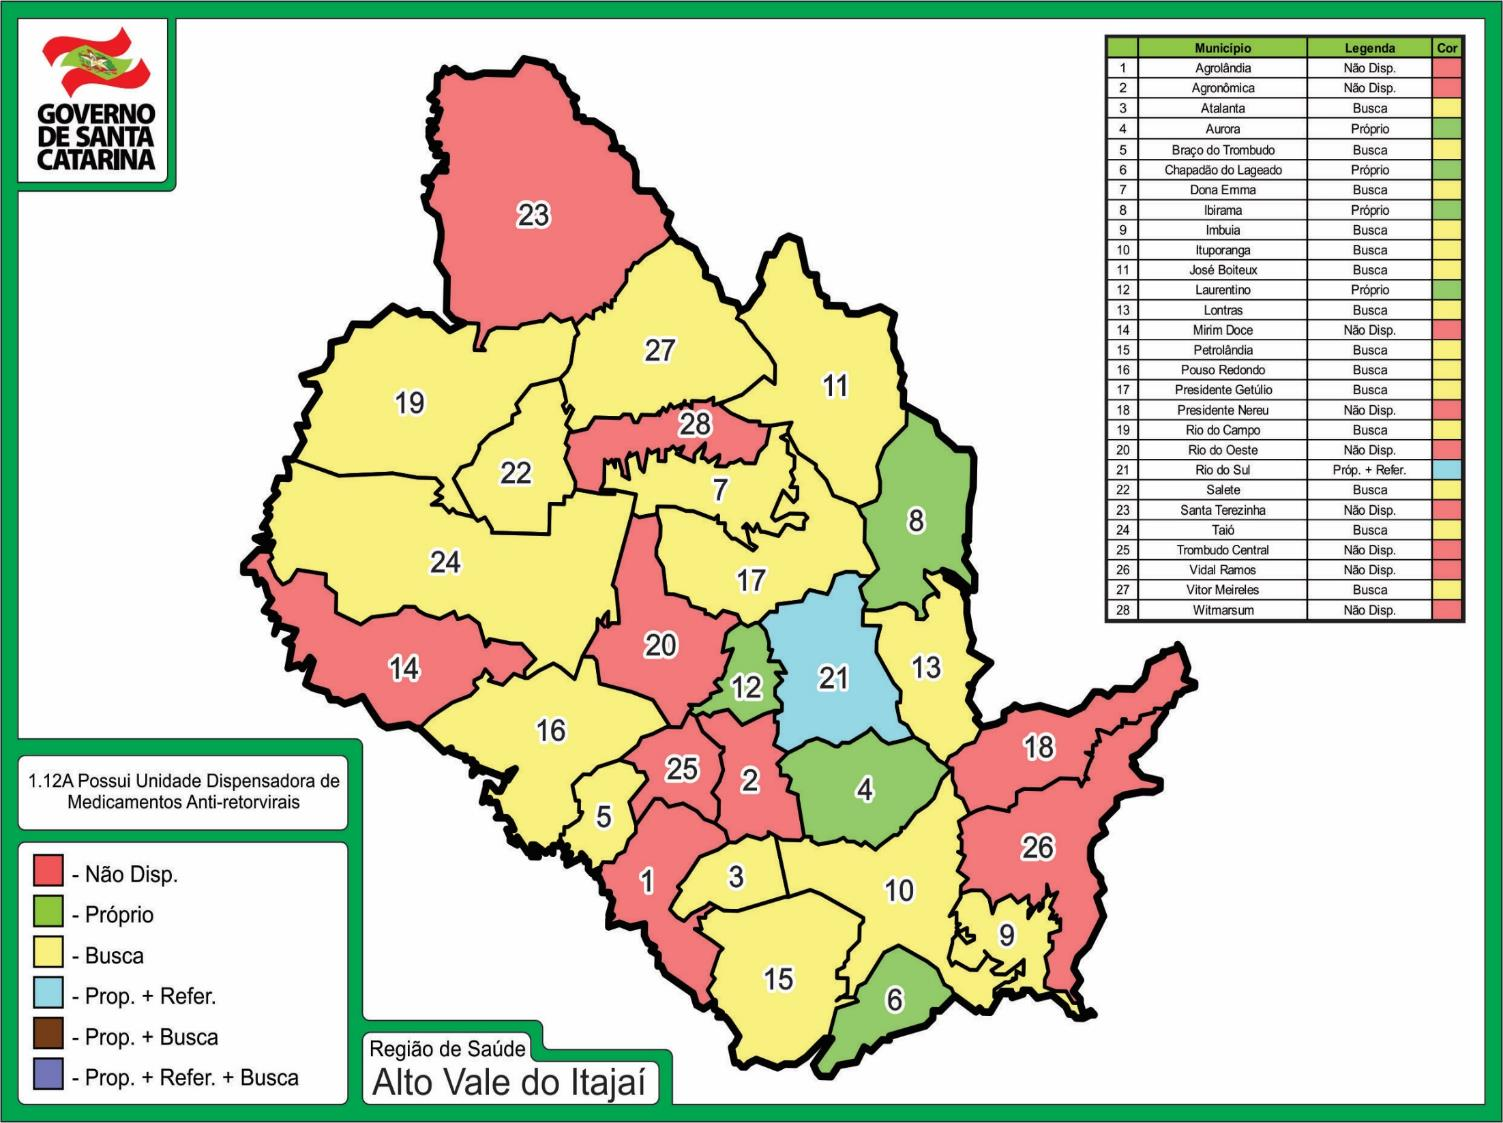 GOVERNO
DE SANTA
CATARINA
Município Legenda Cor
1 Agrolândia Não Disp.
2 Agronômica Não Disp.
3 Atalanta Busca
4 Aurora Próprio
5 Braço do Trombudo Busca
6 Chapadão do Lageado Próprio
7 Dona Emma Busca
8 Ibirama Próprio
9 Imbuia Busca
10 Ituporanga Busca
11 José Boiteux Busca
12 Laurentino Próprio
13 Lontras Busca
14 Mirim Doce Não Disp.
15 Petrolândia Busca
16 Pouso Redondo Busca
17 Presidente Getúlio Busca
18 Presidente Nereu Não Disp.
19 Rio do Campo Busca
20 Rio do Oeste Não Disp.
21 Rio do Sul Próp. + Refer.
22 Salete Busca
23 Santa Terezinha Não Disp.
24 Taió Busca
25 Trombudo Central Não Disp.
26 Vidal Ramos Não Disp.
27 Vitor Meireles Busca
28 Witmarsum Não Disp.
23
27
11
19
28
22
7
8
24
17
20
14
13
21
12
16
18
25
2
4
5
26
3
1
10
9
15
6
1.12A Possui Unidade Dispensadora de
Medicamentos Anti-retorvirais
- Não Disp.
- Próprio
- Busca
- Prop. + Refer.
- Prop. + Busca
- Prop. + Refer. + Busca
Região de Saúde
Alto Vale do Itajaí